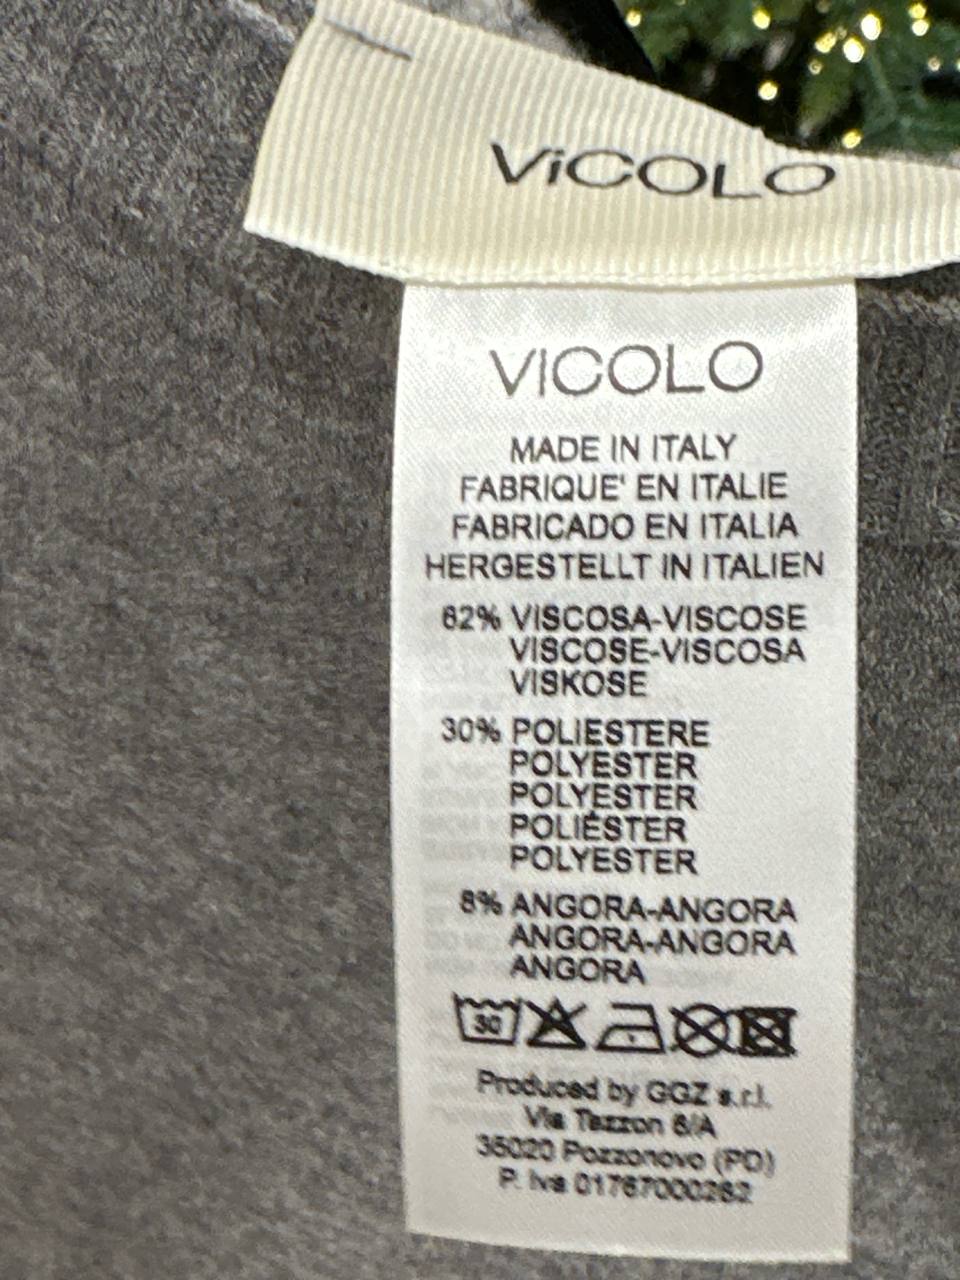 ViCOLO
VICOLO
MADE IN ITALY
FABRIQUE' EN ITALIE
FABRICADO EN ITALIA
HERGESTELLT IN ITALIEN
62% VISCOSA-VISCOSE
VISCOSE-VISCOSA
VISKOSE
30% POLIESTERE
POLYESTER
POLYESTER
POLIÉSTER
POLYESTER
8% ANGORA-ANGORA
ANGORA-ANGORA
ANGORA
30
Produced by GGZ s.r.l.
Via Tezzon 6/A
35020 Pozzonovo (PD)
P. Iva 01767000282